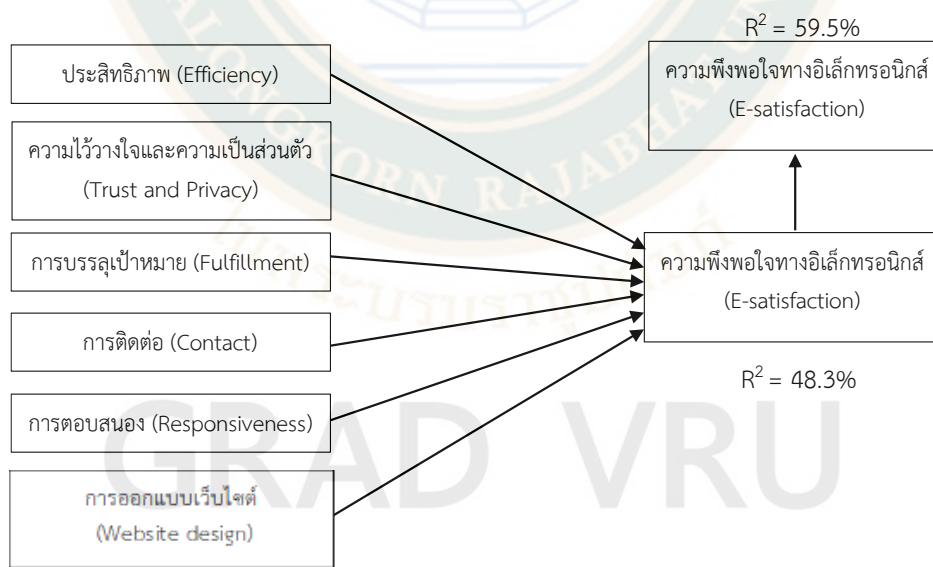 ประสิทธิภาพ (Efficiency)
ความไว้วางใจและความเป็นส่วนตัว
(Trust and Privacy)
การบรรลุเป้าหมาย (Fulfillment)
การติดต่อ (Contact)
การตอบสนอง (Responsiveness)
การออกแบบเว็บไซต์
(Website design)
R² = 59.5%
ความพึงพอใจทางอิเล็กทรอนิกส์
(E-satisfaction)
ความพึงพอใจทางอิเล็กทรอนิกส์
(E-satisfaction)
R² = 48.3%
ALONGKORN RAJABHAT UN
GRAD VRU